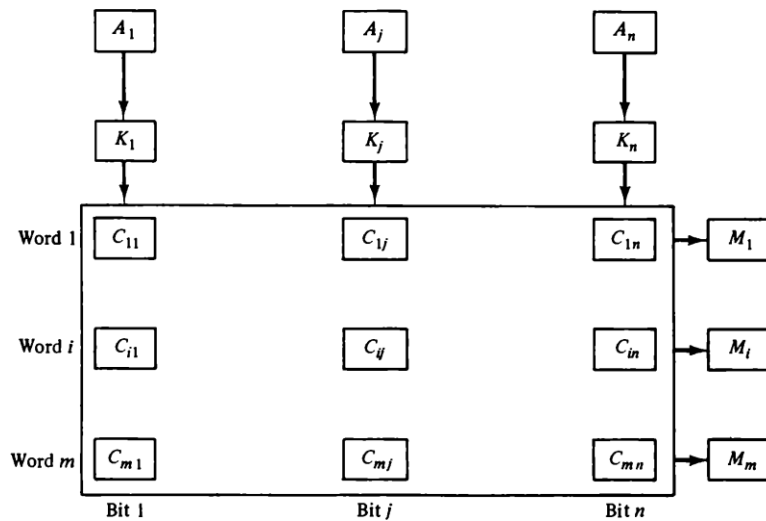 A₁ Aⱼ Aₙ
K₁ Kⱼ Kₙ
Word 1 C₁₁ C₁ⱼ C₁ₙ M₁
Word i Cᵢ₁ Cᵢⱼ Cᵢₙ Mᵢ
Word m Cₘ₁ Cₘⱼ Cₘₙ Mₘ
Bit 1 Bit j Bit n